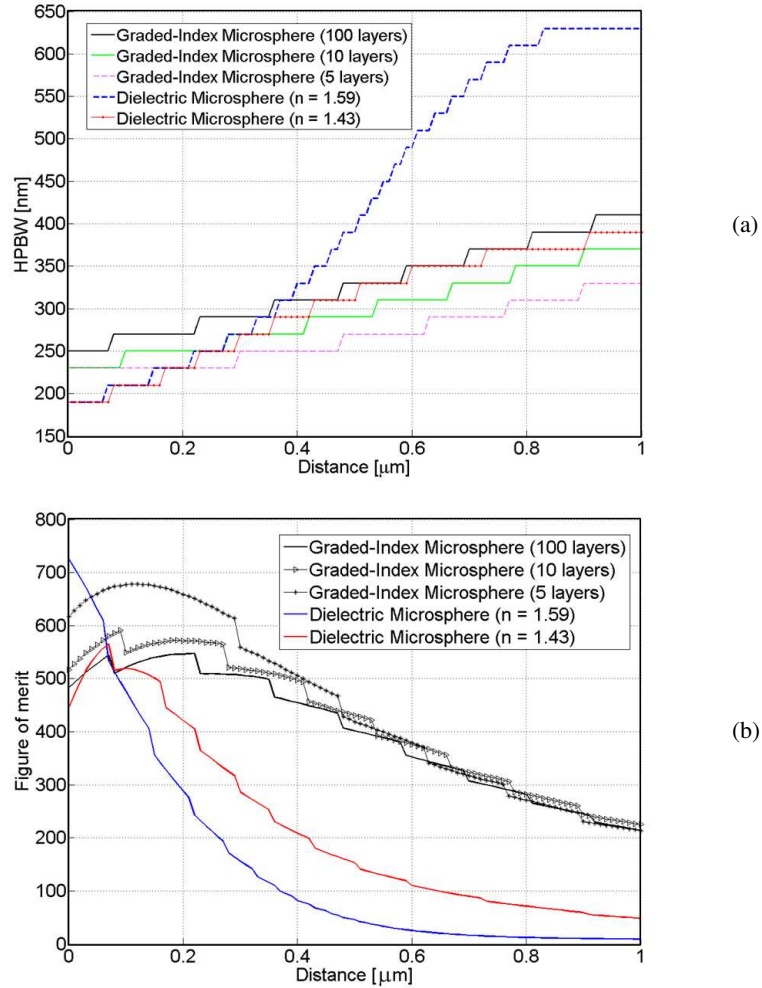 650
600
550
500
450
400
350
300
250
200
150
HPBW [nm]
Graded-Index Microsphere (100 layers)
Graded-Index Microsphere (10 layers)
Graded-Index Microsphere (5 layers)
Dielectric Microsphere (n = 1.59)
Dielectric Microsphere (n = 1.43)
0 0.2 0.4 0.6 0.8 1
Distance [μm]
(a)
800
700
600
500
400
300
200
100
0
Figure of merit
Graded-Index Microsphere (100 layers)
Graded-Index Microsphere (10 layers)
Graded-Index Microsphere (5 layers)
Dielectric Microsphere (n = 1.59)
Dielectric Microsphere (n = 1.43)
0 0.2 0.4 0.6 0.8 1
Distance [μm]
(b)